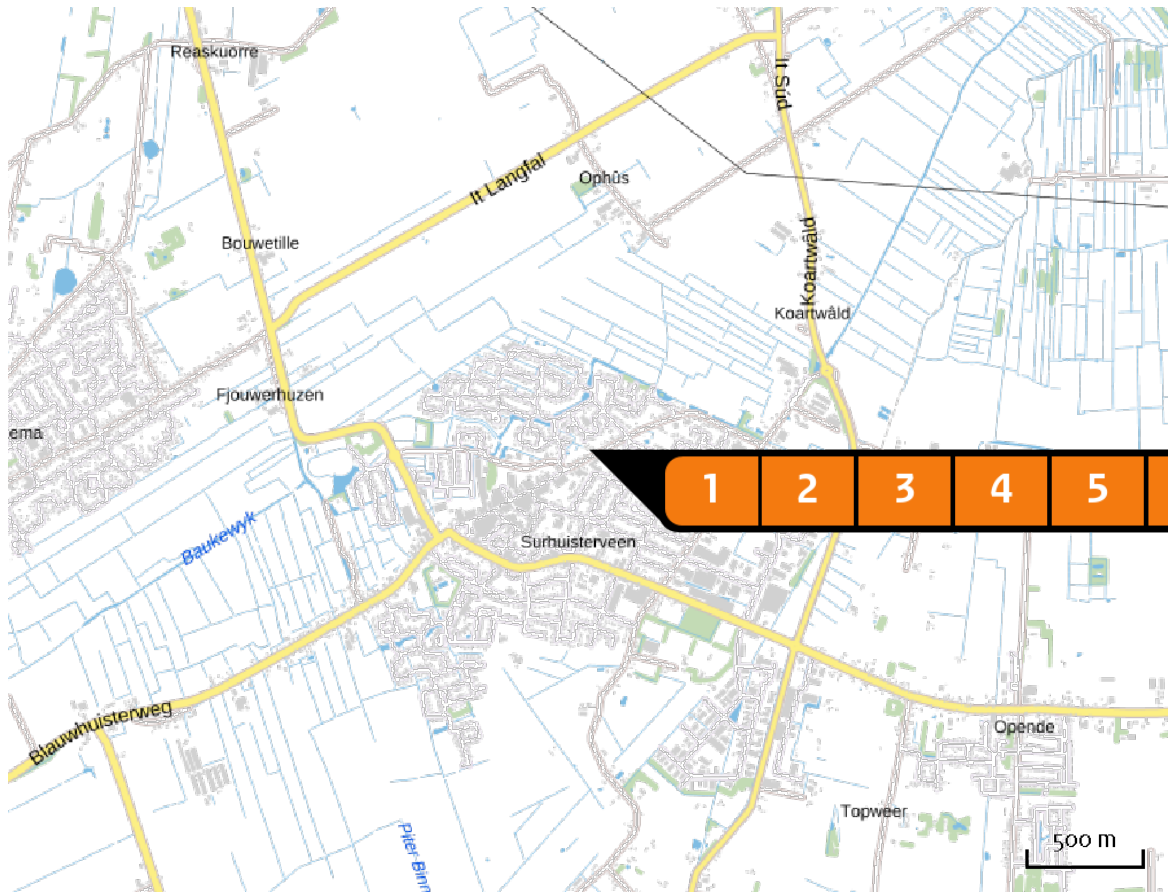 Reaskuorre
It Súd
It Langfal
Ophûs
Bouwetille
Koartwâld
Koartwâld
Fjouwerhuzen
ema
1 2 3 4 5
Baukewyk
Surhuisterveen
Blauwhuisterweg
Opende
Topweer
Piter Binn
500 m